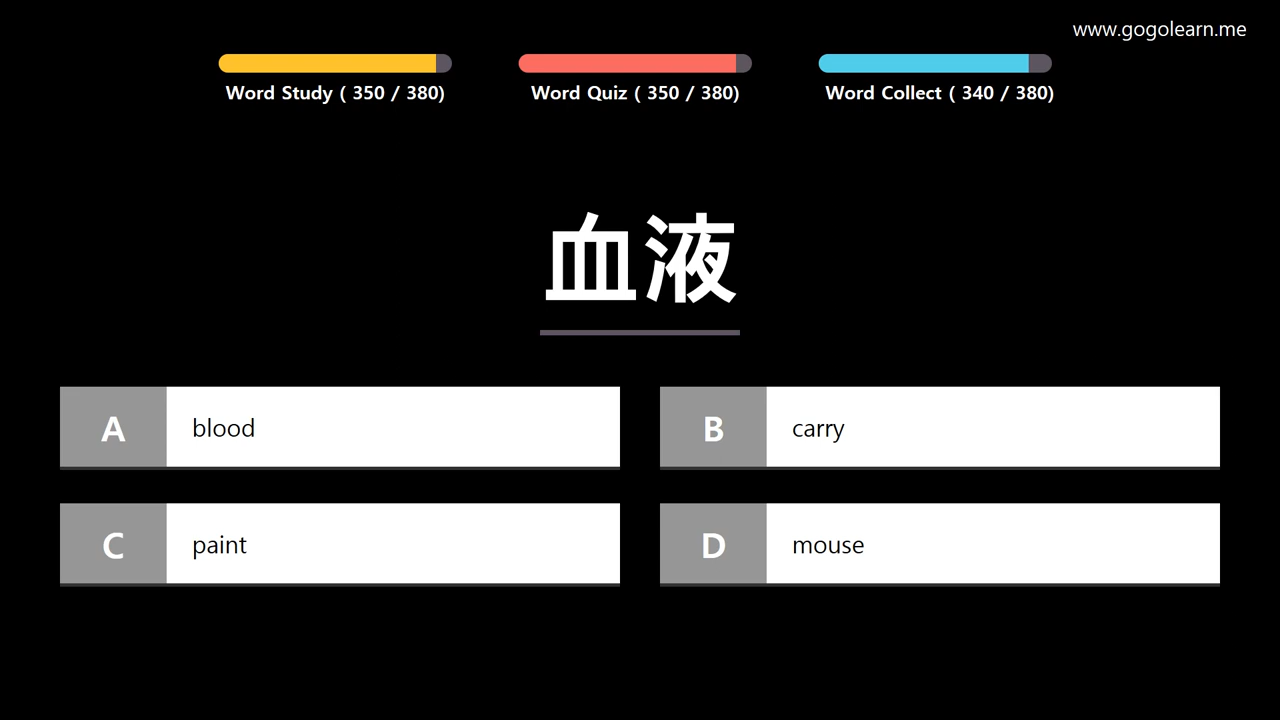 www.gogolearn.me
Word Study ( 350 / 380)
Word Quiz ( 350 / 380)
Word Collect ( 340 / 380)
血液
A blood
B carry
C paint
D mouse